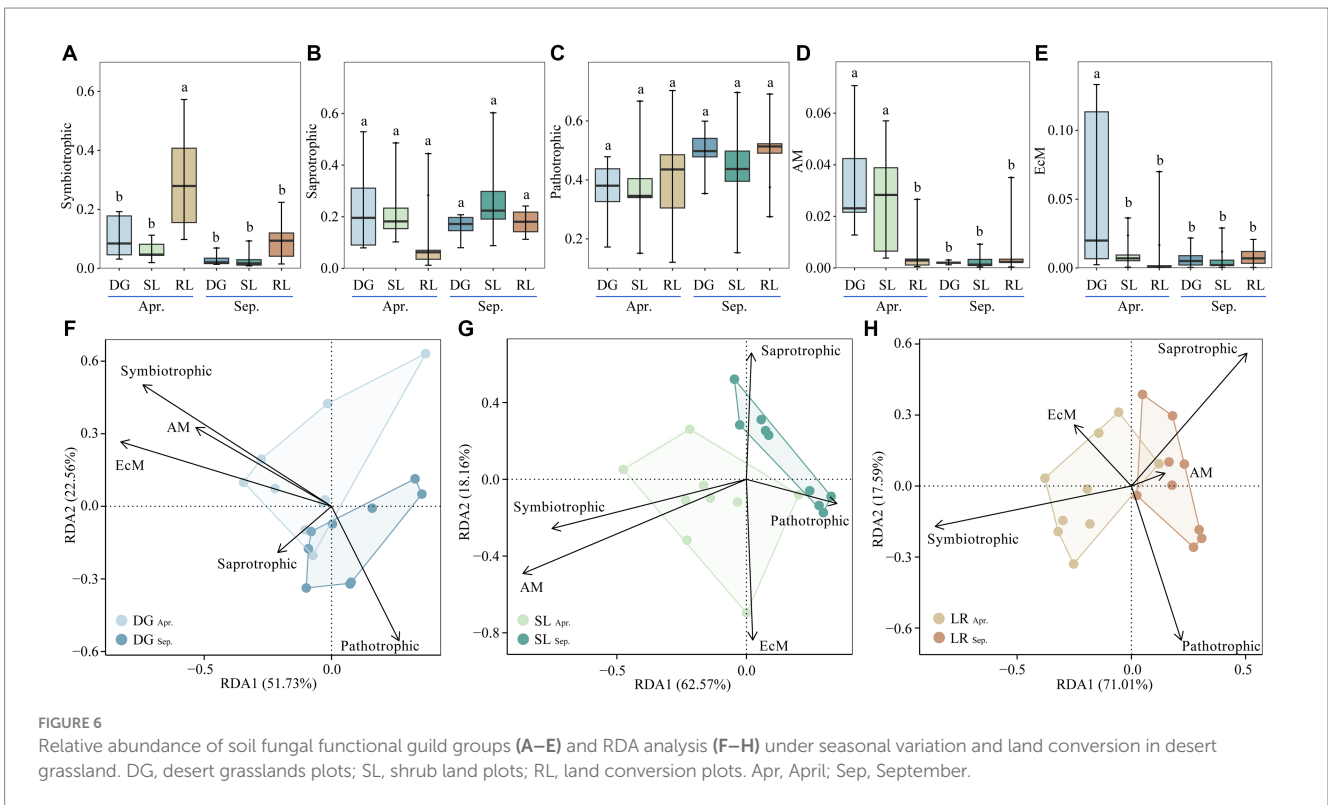 A
B
C
D
E
Symbiotrophic
0.6
0.4
0.2
0.0
b
b
a
b
b
b
DG SL RL DG SL RL
Apr. Sep.
Saprotrophic
0.6
0.4
0.2
0.0
a
a
a
a
a
a
DG SL RL DG SL RL
Apr. Sep.
Pathotrophic
0.6
0.4
0.2
a
a
a
a
a
a
DG SL RL DG SL RL
Apr. Sep.
AM
0.06
0.04
0.02
0.00
a
a
b
b
b
b
DG SL RL DG SL RL
Apr. Sep.
EcM
0.10
0.05
0.00
a
b
b
b
b
b
DG SL RL DG SL RL
Apr. Sep.
F
RDA2 (22.56%)
0.6
0.3
0.0
−0.3
−0.6
Symbiotrophic
AM
EcM
Saprotrophic
Pathotrophic
DG Apr.
DG Sep.
−0.5 0.0
RDA1 (51.73%)
G
RDA2 (18.16%)
0.4
0.0
−0.4
−0.8
Saprotrophic
Symbiotrophic
Pathotrophic
AM
EcM
SL Apr.
SL Sep.
−0.5 0.0
RDA1 (62.57%)
H
RDA2 (17.59%)
0.6
0.3
0.0
−0.3
−0.6
Saprotrophic
EcM
AM
Symbiotrophic
Pathotrophic
LR Apr.
LR Sep.
−0.5 0.0 0.5
RDA1 (71.01%)
FIGURE 6
Relative abundance of soil fungal functional guild groups (A–E) and RDA analysis (F–H) under seasonal variation and land conversion in desert
grassland. DG, desert grasslands plots; SL, shrub land plots; RL, land conversion plots. Apr, April; Sep, September.